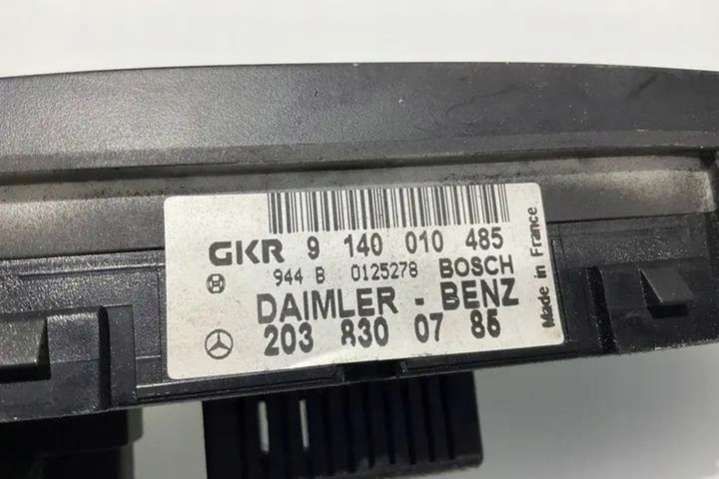 GKR 9 140 010 485
944 B 0125278 BOSCH
DAIMLER - BENZ
203 830 07 85
Made in France